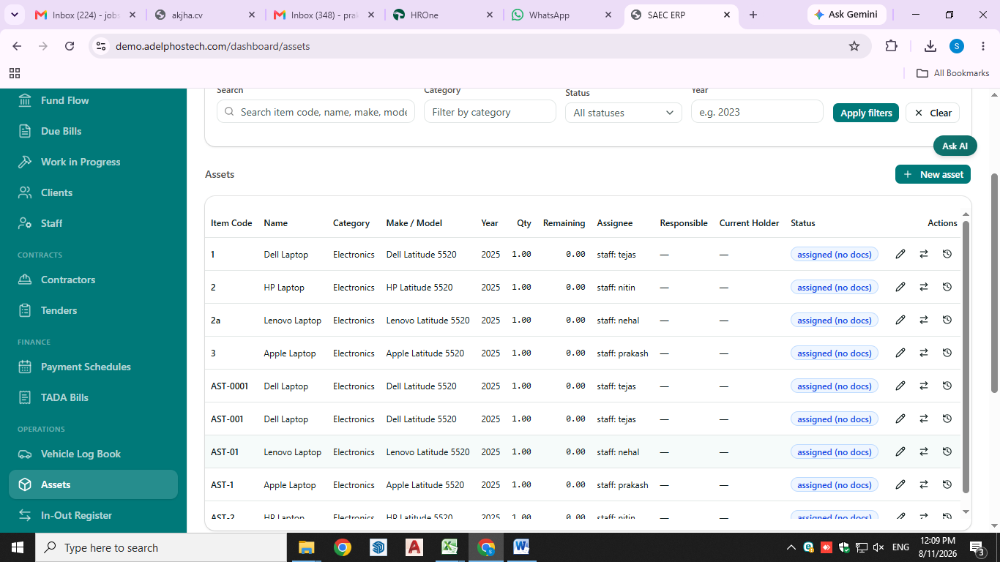 Inbox (224) - jobs
akjha.cv
Inbox (348) - prak
HROne
WhatsApp
SAEC ERP
Ask Gemini
demo.adelphostech.com/dashboard/assets
S
All Bookmarks
Fund Flow
Due Bills
Work in Progress
Clients
Staff
CONTRACTS
Contractors
Tenders
FINANCE
Payment Schedules
TADA Bills
OPERATIONS
Vehicle Log Book
Assets
In-Out Register
Search Category Status Year
Search item code, name, make, mode Filter by category All statuses e.g. 2023 Apply filters Clear
Ask AI
Assets
New asset
Item Code Name Category Make / Model Year Qty Remaining Assignee Responsible Current Holder Status Actions
1 Dell Laptop Electronics Dell Latitude 5520 2025 1.00 0.00 staff: tejas — — assigned (no docs)
2 HP Laptop Electronics HP Latitude 5520 2025 1.00 0.00 staff: nitin — — assigned (no docs)
2a Lenovo Laptop Electronics Lenovo Latitude 5520 2025 1.00 0.00 staff: nehal — — assigned (no docs)
3 Apple Laptop Electronics Apple Latitude 5520 2025 1.00 0.00 staff: prakash — — assigned (no docs)
AST-0001 Dell Laptop Electronics Dell Latitude 5520 2025 1.00 0.00 staff: tejas — — assigned (no docs)
AST-001 Dell Laptop Electronics Dell Latitude 5520 2025 1.00 0.00 staff: tejas — — assigned (no docs)
AST-01 Lenovo Laptop Electronics Lenovo Latitude 5520 2025 1.00 0.00 staff: nehal — — assigned (no docs)
AST-1 Apple Laptop Electronics Apple Latitude 5520 2025 1.00 0.00 staff: prakash — — assigned (no docs)
AST-2 HP Laptop Electronics HP Latitude 5520 2025 1.00 0.00 staff: nitin — — assigned (no docs)
Type here to search
ENG
12:09 PM
8/11/2026
3